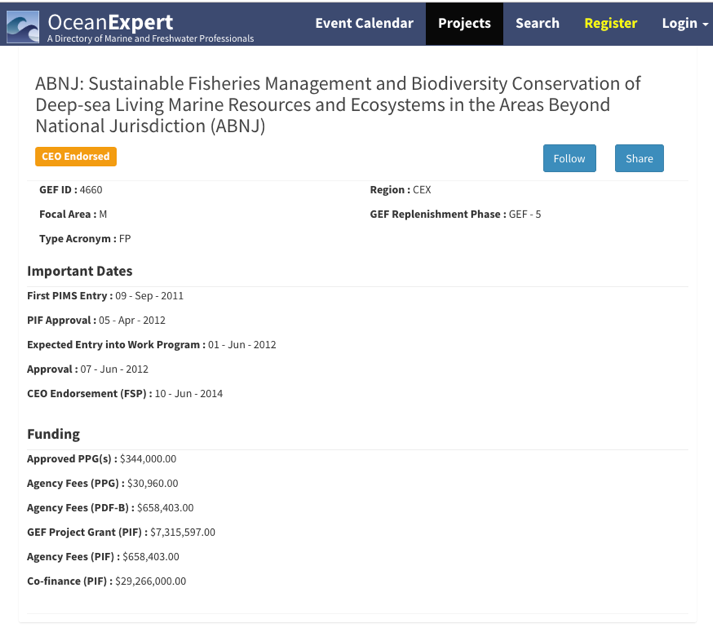 OceanExpert
A Directory of Marine and Freshwater Professionals
Event Calendar Projects Search Register Login
ABNJ: Sustainable Fisheries Management and Biodiversity Conservation of
Deep-sea Living Marine Resources and Ecosystems in the Areas Beyond
National Jurisdiction (ABNJ)
CEO Endorsed
Follow Share
GEF ID : 4660 Region : CEX
Focal Area : M GEF Replenishment Phase : GEF - 5
Type Acronym : FP
Important Dates
First PIMS Entry : 09 - Sep - 2011
PIF Approval : 05 - Apr - 2012
Expected Entry into Work Program : 01 - Jun - 2012
Approval : 07 - Jun - 2012
CEO Endorsement (FSP) : 10 - Jun - 2014
Funding
Approved PPG(s) : $344,000.00
Agency Fees (PPG) : $30,960.00
Agency Fees (PDF-B) : $658,403.00
GEF Project Grant (PIF) : $7,315,597.00
Agency Fees (PIF) : $658,403.00
Co-finance (PIF) : $29,266,000.00